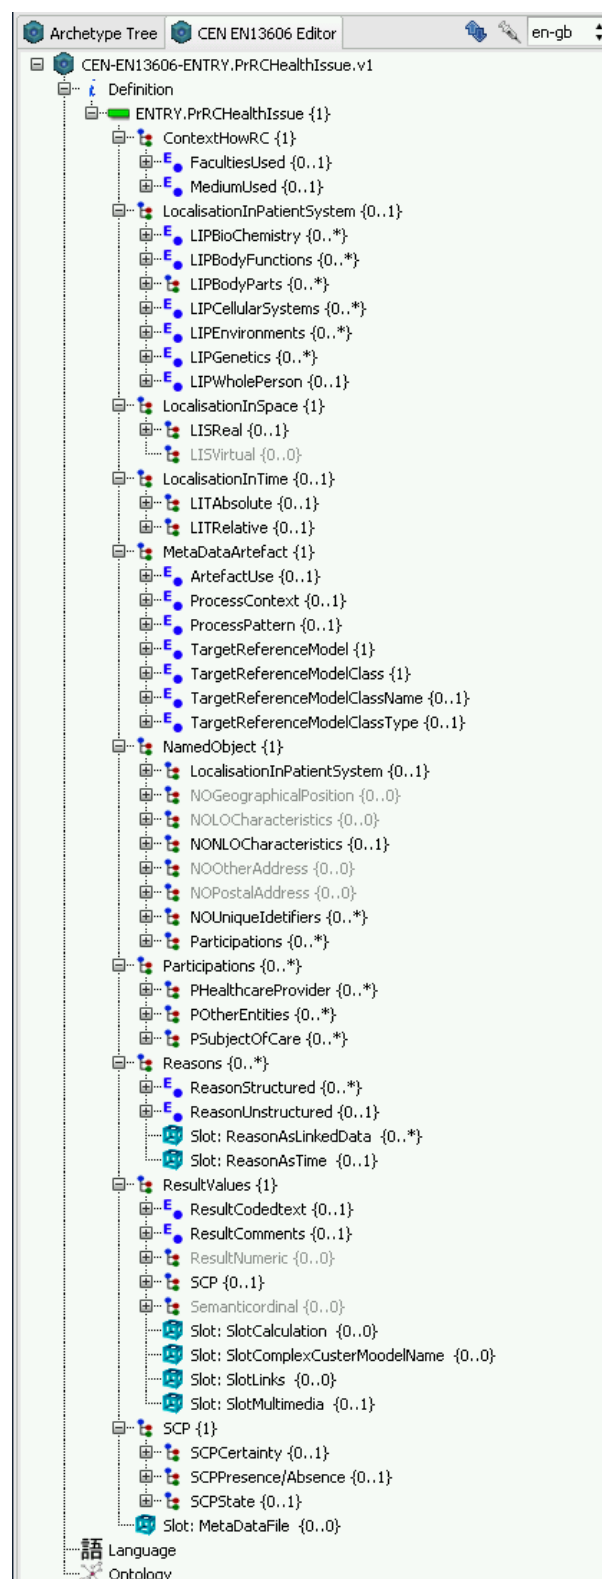 Archetype Tree CEN EN13606 Editor en-gb
CEN-EN13606-ENTRY.PrRCHealthIssue.v1
Definition
ENTRY.PrRCHealthIssue {1}
ContextHowRC {1}
FacultiesUsed {0..1}
MediumUsed {0..1}
LocalisationInPatientSystem {0..1}
LIPBioChemistry {0..*}
LIPBodyFunctions {0..*}
LIPBodyParts {0..*}
LIPCellularSystems {0..*}
LIPEnvironments {0..*}
LIPGenetics {0..*}
LIPWholePerson {0..1}
LocalisationInSpace {1}
LISReal {0..1}
LISVirtual {0..0}
LocalisationInTime {0..1}
LITAbsolute {0..1}
LITRelative {0..1}
MetaDataArtefact {1}
ArtefactUse {0..1}
ProcessContext {0..1}
ProcessPattern {0..1}
TargetReferenceModel {1}
TargetReferenceModelClass {1}
TargetReferenceModelClassName {0..1}
TargetReferenceModelClassType {0..1}
NamedObject {1}
LocalisationInPatientSystem {0..1}
NOGeographicalPosition {0..0}
NOLOCharacteristics {0..0}
NONLOCharacteristics {0..1}
NOOtherAddress {0..0}
NOPostalAddress {0..0}
NOUniqueIdetifiers {0..*}
Participations {0..*}
Participations {0..*}
PHealthcareProvider {0..*}
POtherEntities {0..*}
PSubjectOfCare {0..*}
Reasons {0..*}
ReasonStructured {0..*}
ReasonUnstructured {0..1}
Slot: ReasonAsLinkedData {0..*}
Slot: ReasonAsTime {0..1}
ResultValues {1}
ResultCodedtext {0..1}
ResultComments {0..1}
ResultNumeric {0..0}
SCP {0..1}
Semanticordinal {0..0}
Slot: SlotCalculation {0..0}
Slot: SlotComplexCusterMoodelName {0..0}
Slot: SlotLinks {0..0}
Slot: SlotMultimedia {0..1}
SCP {1}
SCPCertainty {0..1}
SCPPresence/Absence {0..1}
SCPState {0..1}
Slot: MetaDataFile {0..0}
語 Language
Ontology